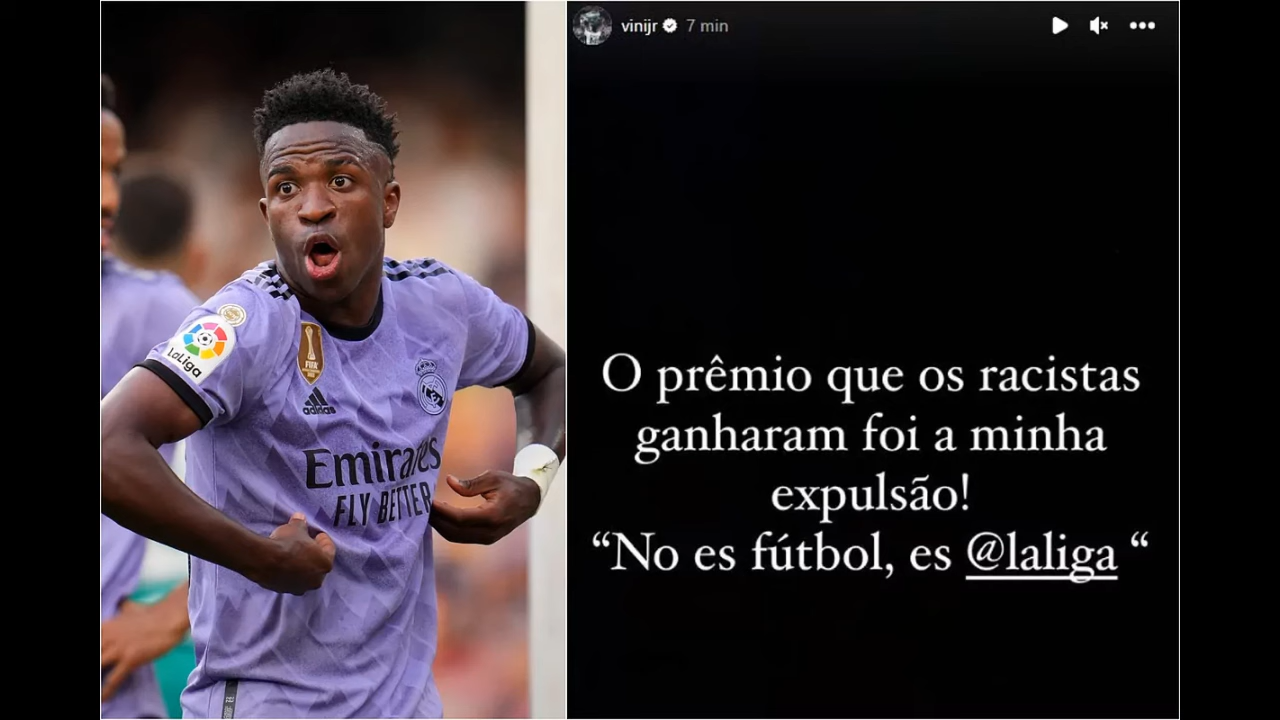 vinijr 7 min
O prêmio que os racistas
ganharam foi a minha
expulsão!
“No es fútbol, es @laliga “
LaLiga
FIFA
adidas
Emirates
FLY BETTER